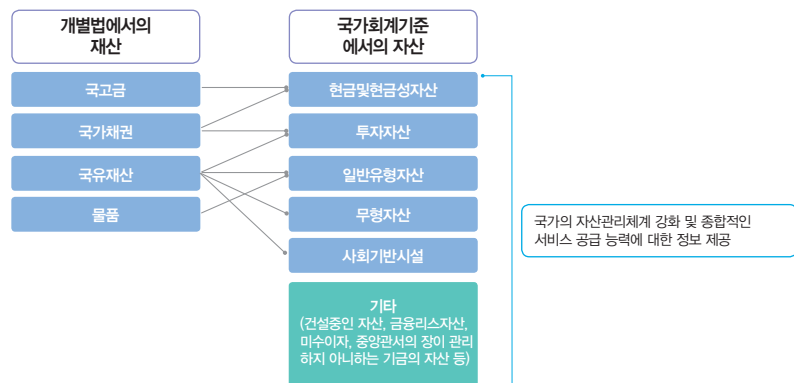 개별법에서의
재산
국가회계기준
에서의 자산
국고금
현금및현금성자산
국가채권
투자자산
국유재산
일반유형자산
물품
무형자산
사회기반시설
기타
(건설중인 자산, 금융리스자산,
미수이자, 중앙관서의 장이 관리
하지 아니하는 기금의 자산 등)
국가의 자산관리체계 강화 및 종합적인
서비스 공급 능력에 대한 정보 제공